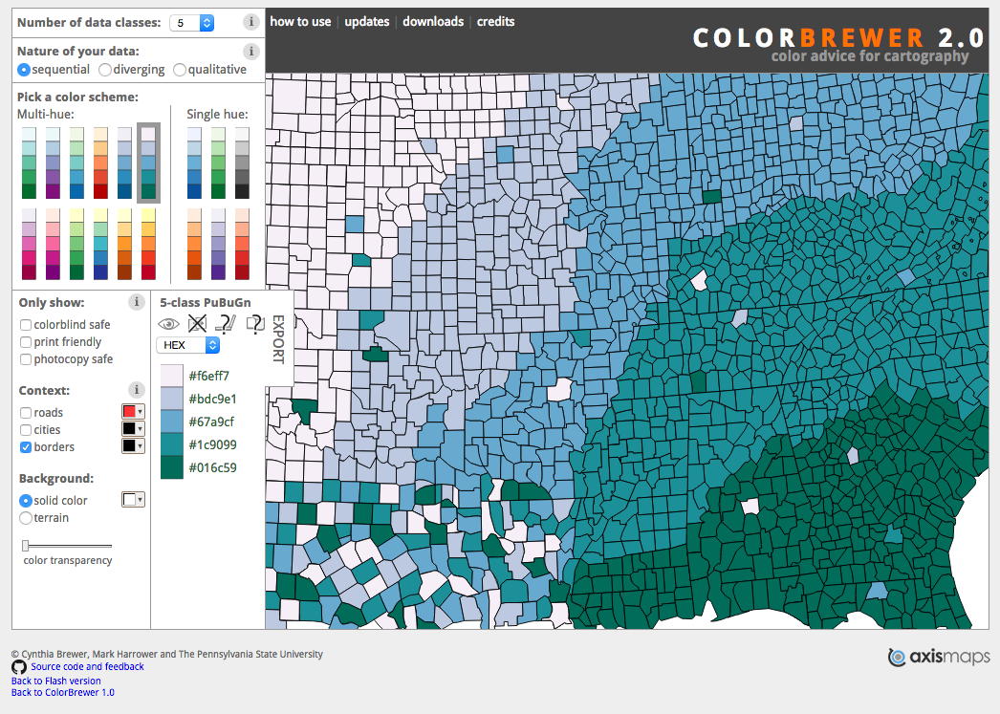 Number of data classes: 5 i
how to use | updates | downloads | credits
COLORBREWER 2.0
color advice for cartography
Nature of your data: i
sequential diverging qualitative
Pick a color scheme:
Multi-hue: Single hue:
Only show: i
colorblind safe
print friendly
photocopy safe
Context: i
roads
cities
borders
Background:
solid color
terrain
color transparency
5-class PuBuGn
EXPORT
HEX
#f6eff7
#bdc9e1
#67a9cf
#1c9099
#016c59
© Cynthia Brewer, Mark Harrower and The Pennsylvania State University
Source code and feedback
Back to Flash version
Back to ColorBrewer 1.0
axismaps